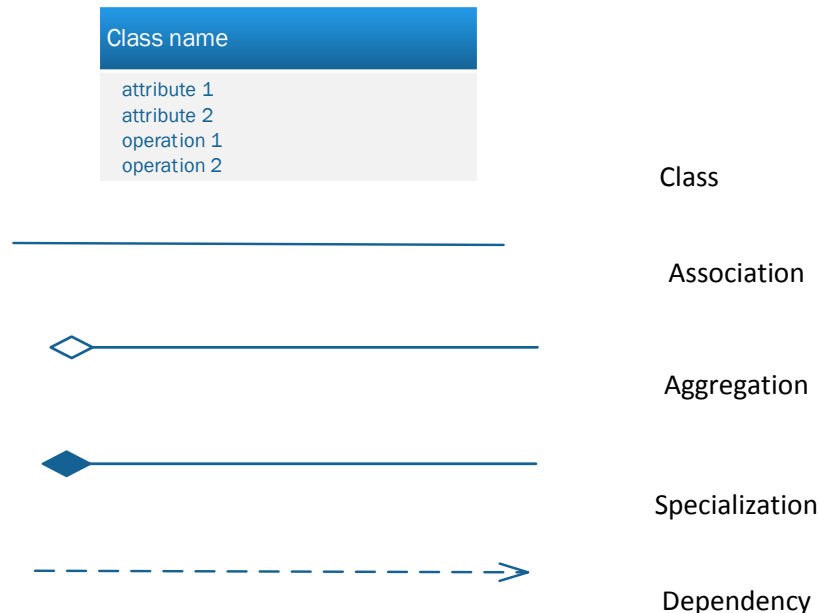 Class name
attribute 1
attribute 2
operation 1
operation 2
Class
Association
Aggregation
Specialization
Dependency